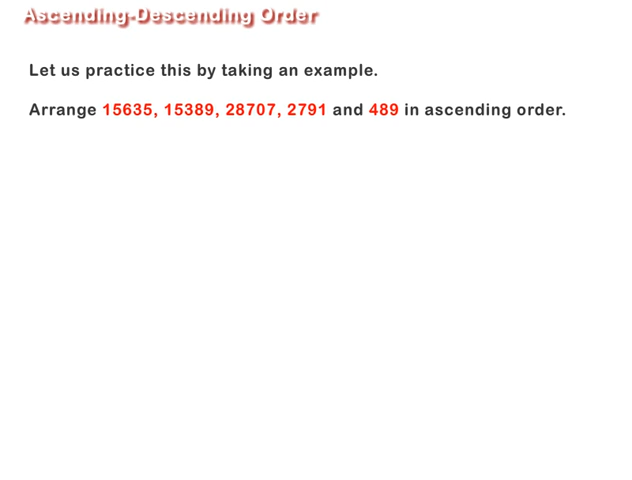 Ascending-Descending Order
Let us practice this by taking an example.
Arrange 15635, 15389, 28707, 2791 and 489 in ascending order.